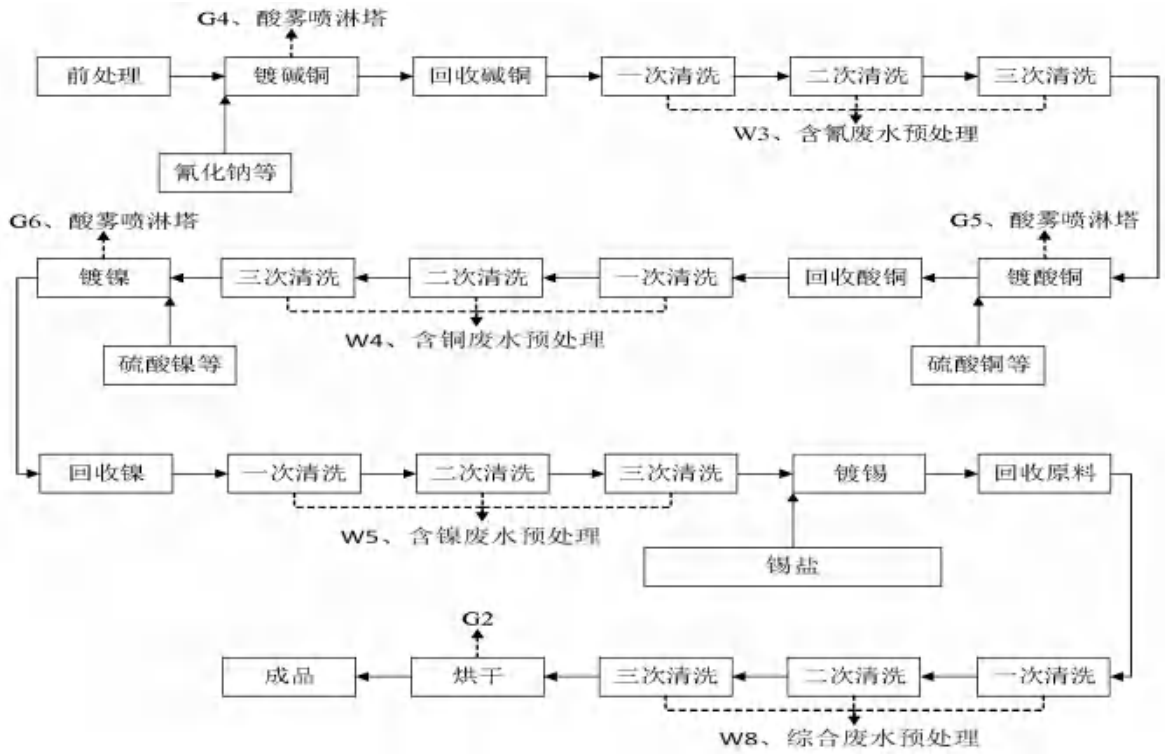 G4、酸雾喷淋塔
前处理
镀碱铜
回收碱铜
一次清洗
二次清洗
三次清洗
W3、含氰废水预处理
氰化钠等
G6、酸雾喷淋塔
G5、酸雾喷淋塔
镀镍
三次清洗
二次清洗
一次清洗
回收酸铜
镀酸铜
W4、含铜废水预处理
硫酸镍等
硫酸铜等
回收镍
一次清洗
二次清洗
三次清洗
镀锡
回收原料
W5、含镍废水预处理
锡盐
G2
成品
烘干
三次清洗
二次清洗
一次清洗
W8、综合废水预处理